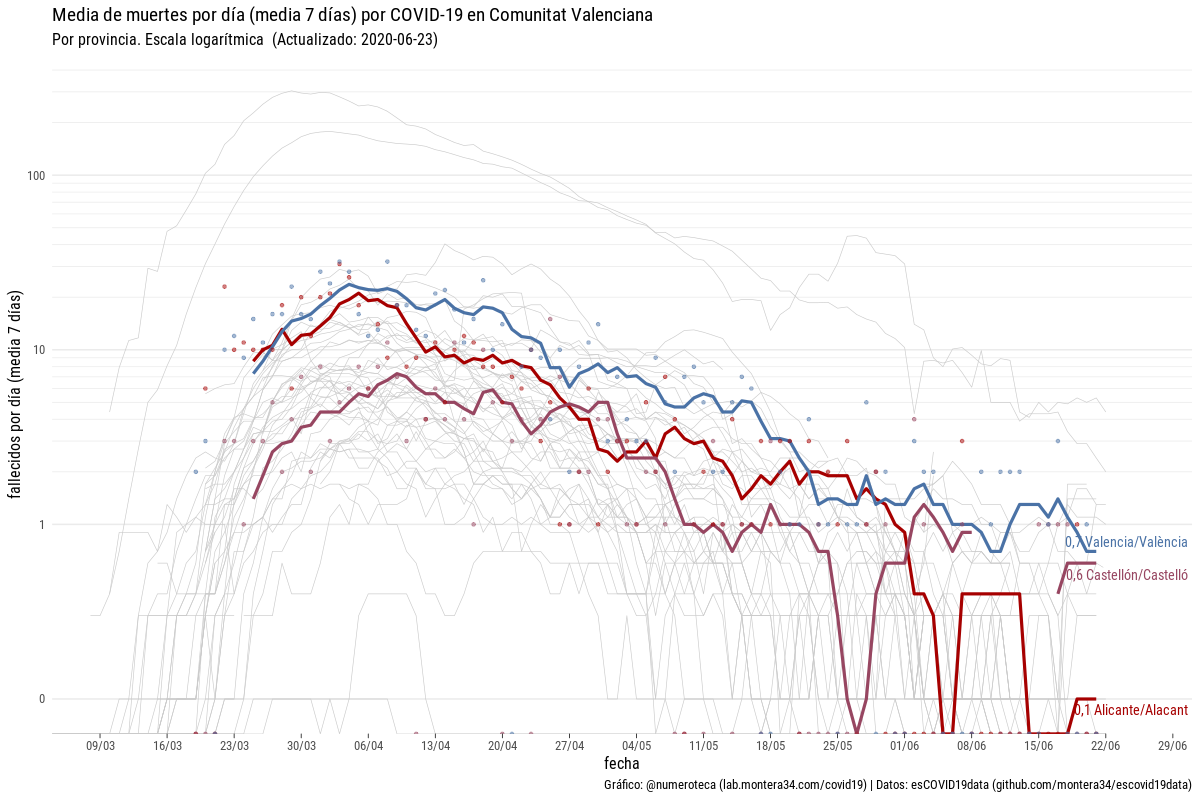 Media de muertes por día (media 7 días) por COVID-19 en Comunitat Valenciana
Por provincia. Escala logarítmica (Actualizado: 2020-06-23)
fallecidos por día (media 7 días)
100
10
1
0
0,7 Valencia/València
0,6 Castellón/Castelló
0,1 Alicante/Alacant
09/03 16/03 23/03 30/03 06/04 13/04 20/04 27/04 04/05 11/05 18/05 25/05 01/06 08/06 15/06 22/06 29/06
fecha
Gráfico: @numeroteca (lab.montera34.com/covid19) | Datos: esCOVID19data (github.com/montera34/escovid19data)